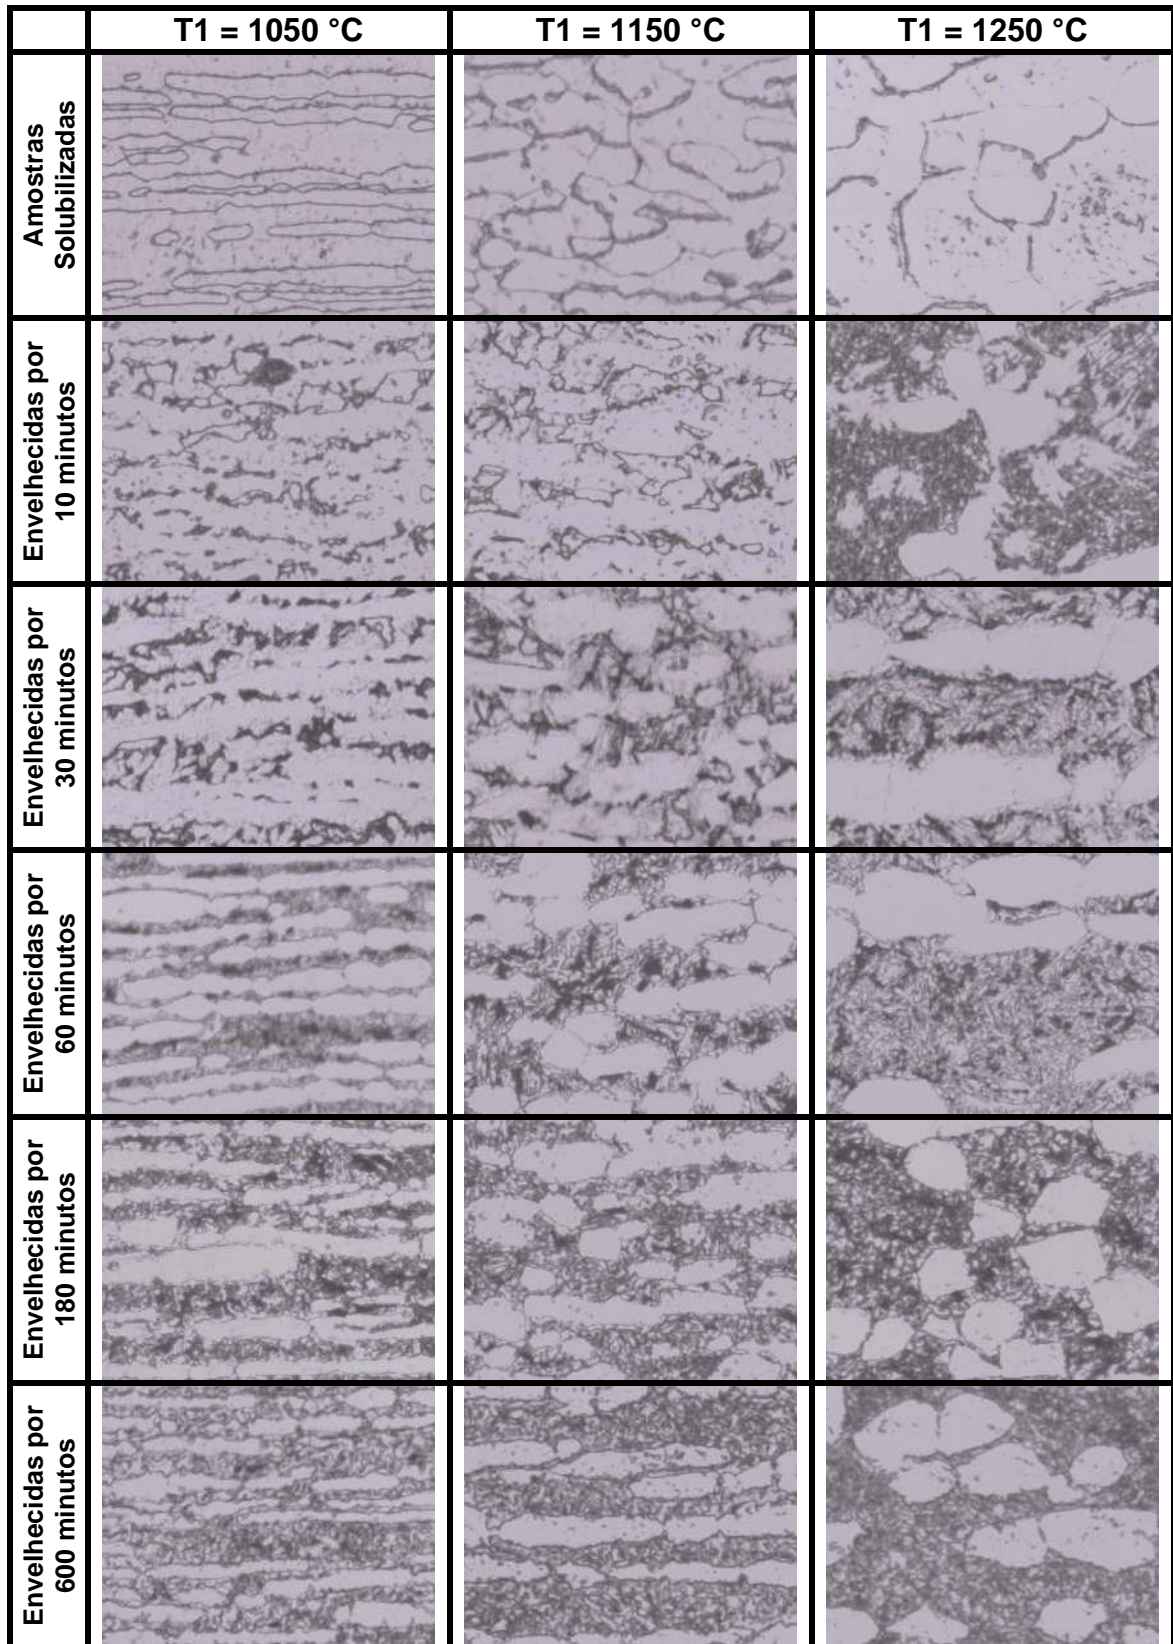 T1 = 1050 °C
T1 = 1150 °C
T1 = 1250 °C
Amostras
Solubilizadas
Envelhecidas por
10 minutos
Envelhecidas por
30 minutos
Envelhecidas por
60 minutos
Envelhecidas por
180 minutos
Envelhecidas por
600 minutos